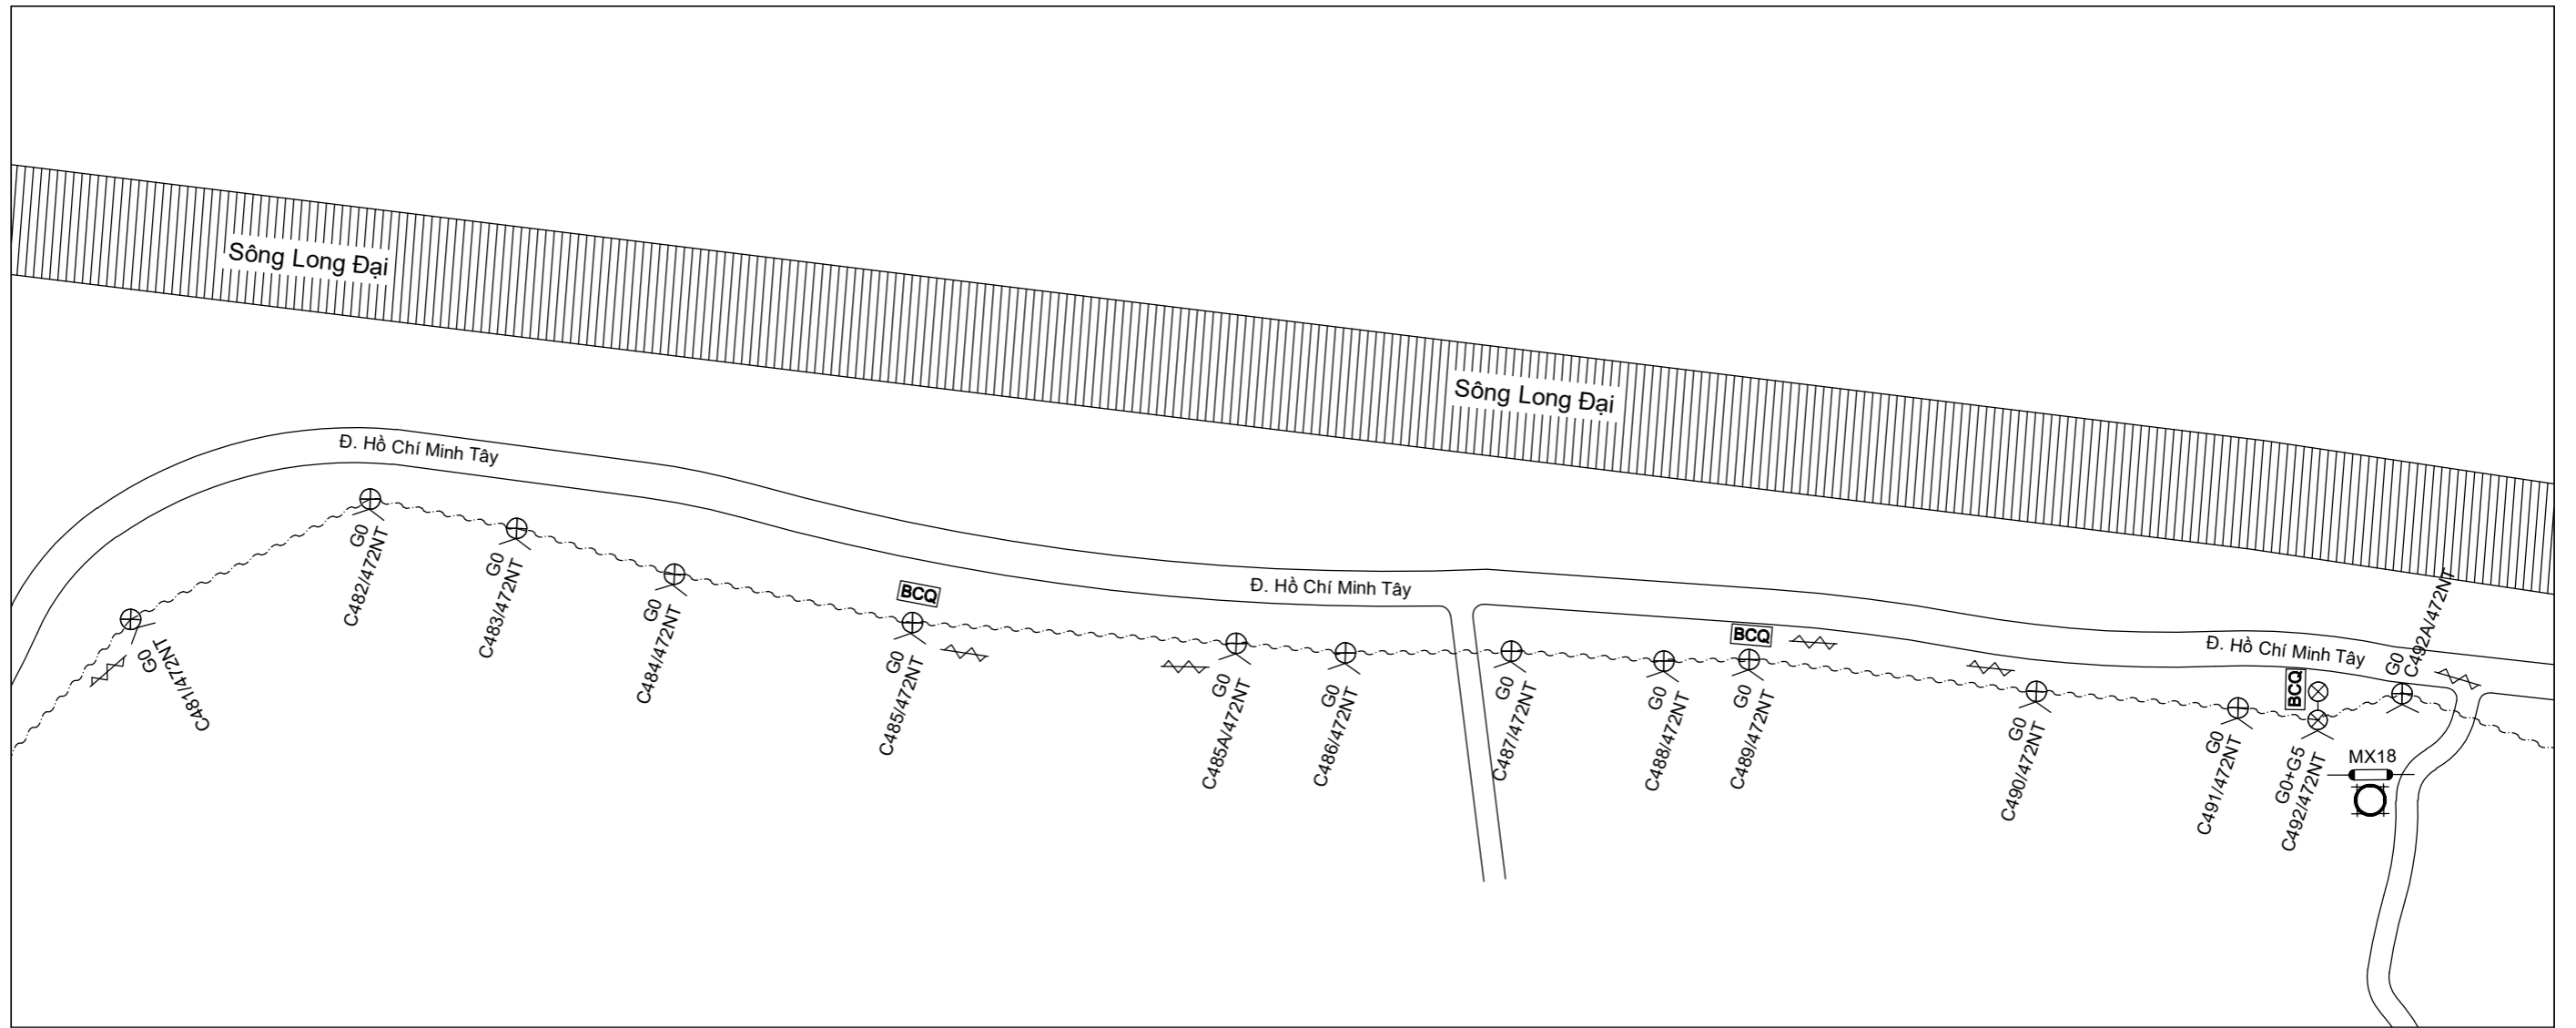 Sông Long Đại
Sông Long Đại
Đ. Hồ Chí Minh Tây
Đ. Hồ Chí Minh Tây
Đ. Hồ Chí Minh Tây
G0
C481/472NT
G0
C482/472NT
G0
C483/472NT
G0
C484/472NT
BCQ
G0
C485/472NT
G0
C485A/472NT
G0
C486/472NT
G0
C487/472NT
G0
C488/472NT
BCQ
G0
C489/472NT
G0
C490/472NT
G0
C491/472NT
BCQ
G0+G5
C492/472NT
G0
C492A/472NT
MX18